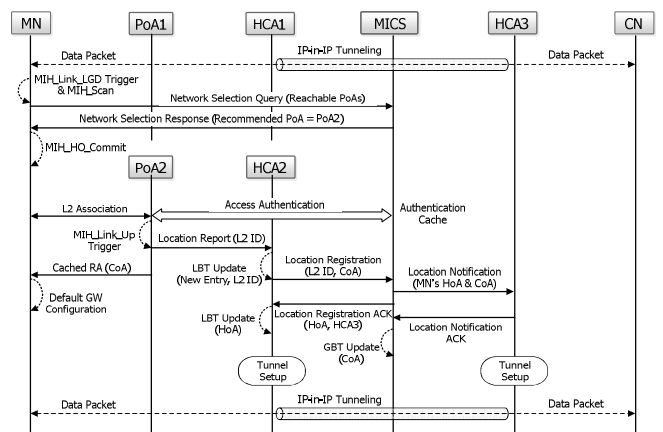 MN
PoA1
HCA1
MICS
HCA3
CN
Data Packet
IP-in-IP Tunneling
Data Packet
MIH_Link_LGD Trigger
& MIH_Scan
Network Selection Query (Reachable PoAs)
Network Selection Response (Recommended PoA = PoA2)
MIH_HO_Commit
PoA2
HCA2
L2 Association
Access Authentication
Authentication
Cache
MIH_Link_Up
Trigger
Location Report (L2 ID)
Cached RA (CoA)
LBT Update
(New Entry, L2 ID)
Location Registration
(L2 ID, CoA)
Location Notification
(MN's HoA & CoA)
Default GW
Configuration
LBT Update
(HoA)
Location Registration ACK
(HoA, HCA3)
Location Notification
ACK
GBT Update
(CoA)
Tunnel
Setup
Tunnel
Setup
Data Packet
IP-in-IP Tunneling
Data Packet